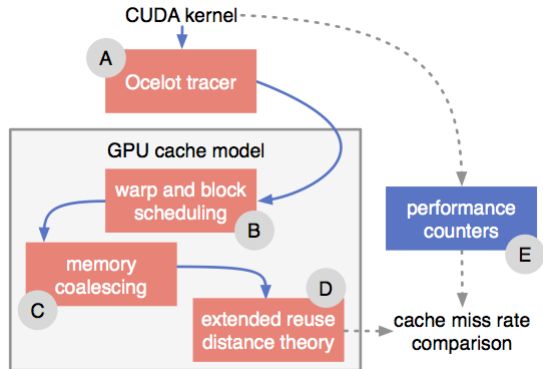 CUDA kernel
A
Ocelot tracer
GPU cache model
warp and block
scheduling
B
performance
counters
E
memory
coalescing
C
D
extended reuse
distance theory
cache miss rate
comparison